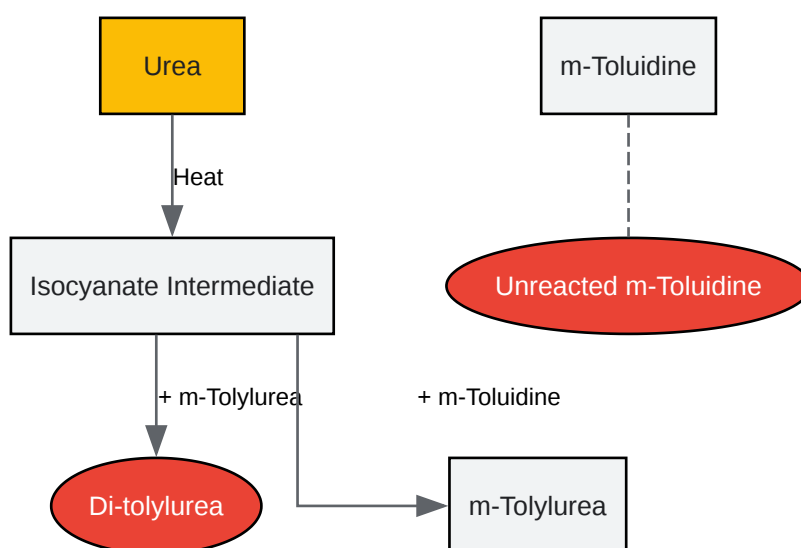 Urea
m-Toluidine
Heat
Isocyanate Intermediate
Unreacted m-Toluidine
+ m-Tolylurea
+ m-Toluidine
Di-tolylurea
m-Tolylurea